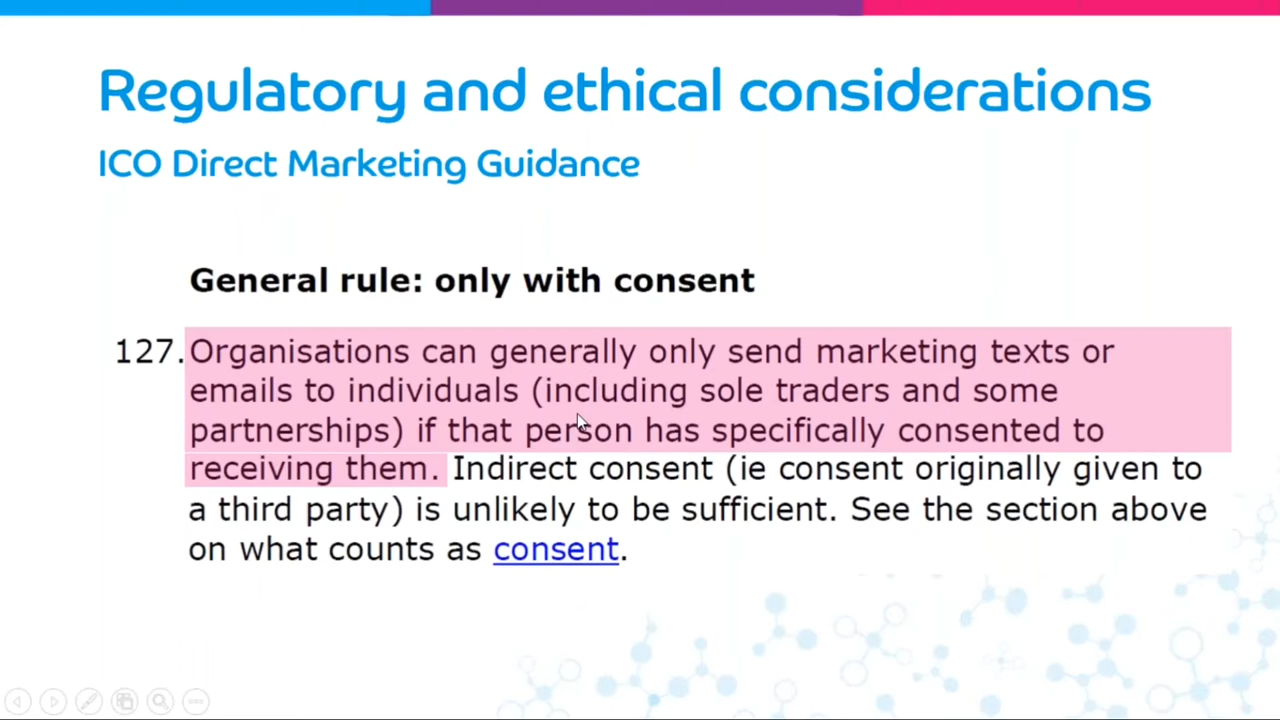 Regulatory and ethical considerations
ICO Direct Marketing Guidance
General rule: only with consent
127. Organisations can generally only send marketing texts or
emails to individuals (including sole traders and some
partnerships) if that person has specifically consented to
receiving them. Indirect consent (ie consent originally given to
a third party) is unlikely to be sufficient. See the section above
on what counts as consent.